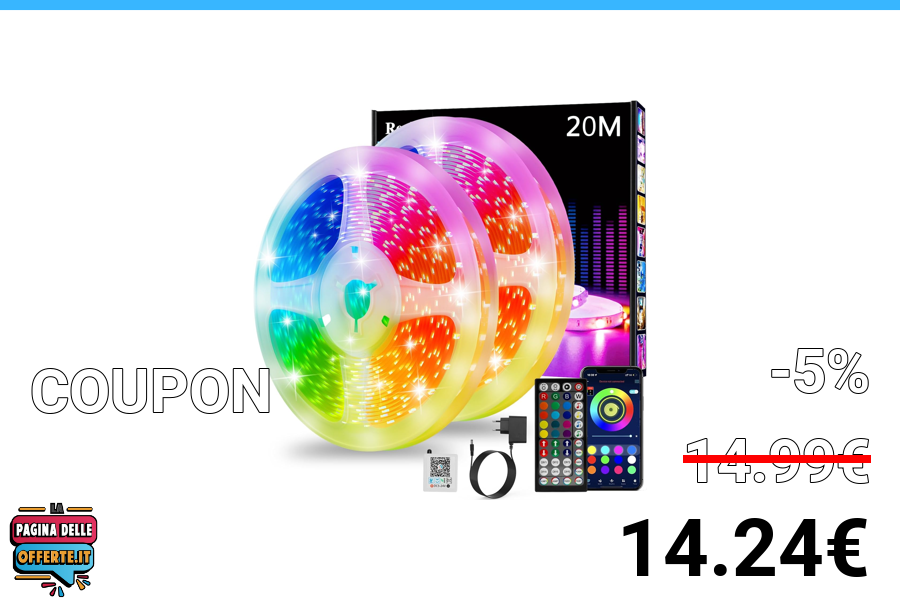 20M
COUPON
-5%
14.99€
14.24€
LA
PAGINA DELLE
OFFERTE.IT